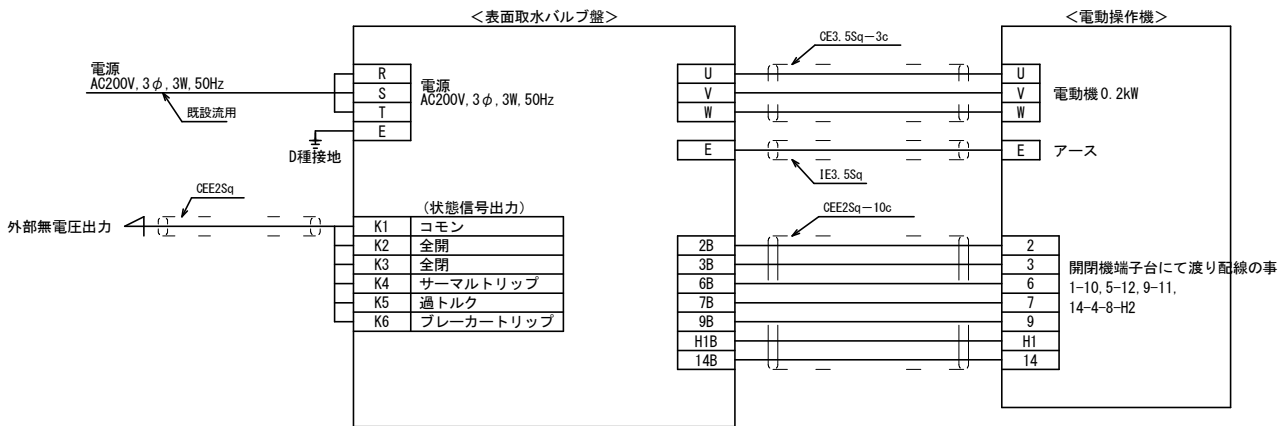 ＜表面取水バルブ盤＞
＜電動操作機＞
CE3.5Sq－3c
電源
AC200V,3φ,3W,50Hz
既設流用
R
S
T
E
電源
AC200V,3φ,3W,50Hz
D種接地
U
V
W
E
U
V
W
E
電動機0.2kW
アース
IE3.5Sq
CEE2Sq
外部無電圧出力
(状態信号出力)
K1 コモン
K2 全開
K3 全閉
K4 サーマルトリップ
K5 過トルク
K6 ブレーカートリップ
CEE2Sq－10c
2B
3B
6B
7B
9B
H1B
14B
2
3
6
7
9
H1
14
開閉機端子台にて渡り配線の事
1-10,5-12,9-11,
14-4-8-H2